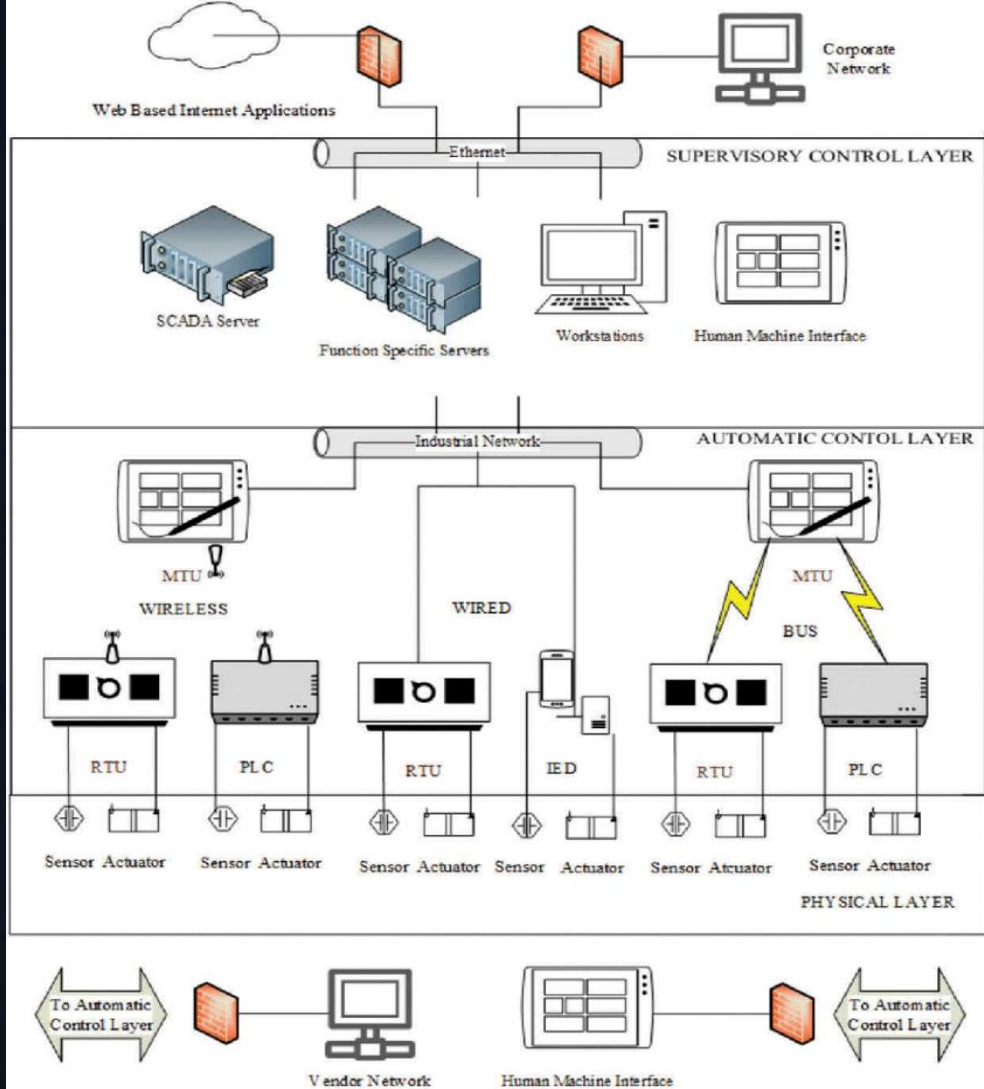 Web Based Internet Applications
Corporate
Network
Ethernet
SUPERVISORY CONTROL LAYER
SCADA Server
Function Specific Servers
Workstations
Human Machine Interface
Industrial Network
AUTOMATIC CONTOL LAYER
MTU
WIRELESS
WIRED
MTU
BUS
RTU
PLC
RTU
IED
RTU
PLC
Sensor Actuator
Sensor Actuator
Sensor Actuator
Sensor Actuator
Sensor Atcuator
Sensor Actuator
PHYSICAL LAYER
To Automatic
Control Layer
Vendor Network
Human Machine Interface
To Automatic
Control Layer